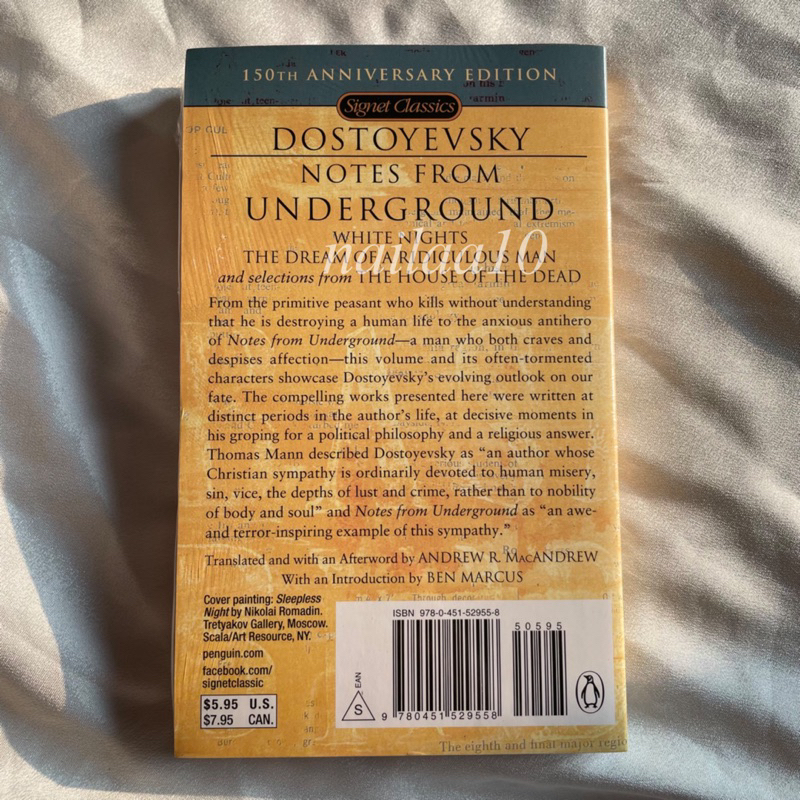 150TH ANNIVERSARY EDITION
Signet Classics
DOSTOYEVSKY
NOTES FROM
UNDERGROUND
WHITE NIGHTS
THE DREAM OF A RIDICULOUS MAN
nailaa10
and selections from THE HOUSE OF THE DEAD
From the primitive peasant who kills without understanding
that he is destroying a human life to the anxious antihero
of Notes from Underground—a man who both craves and
despises affection—this volume and its often-tormented
characters showcase Dostoyevsky's evolving outlook on our
fate. The compelling works presented here were written at
distinct periods in the author's life, at decisive moments in
his groping for a political philosophy and a religious answer.
Thomas Mann described Dostoyevsky as "an author whose
Christian sympathy is ordinarily devoted to human misery,
sin, vice, the depths of lust and crime, rather than to nobility
of body and soul" and Notes from Underground as "an awe-
and terror-inspiring example of this sympathy."
Translated and with an Afterword by ANDREW R. MACANDREW
With an Introduction by BEN MARCUS
Cover painting: Sleepless
Night by Nikolai Romadin.
Tretyakov Gallery, Moscow.
Scala/Art Resource, NY.
penguin.com
facebook.com/
signetclassic
$5.95 U.S.
$7.95 CAN.
ISBN 978-0-451-52955-8
50595
EAN
S
9 780451 529558
The eighth and final major regio